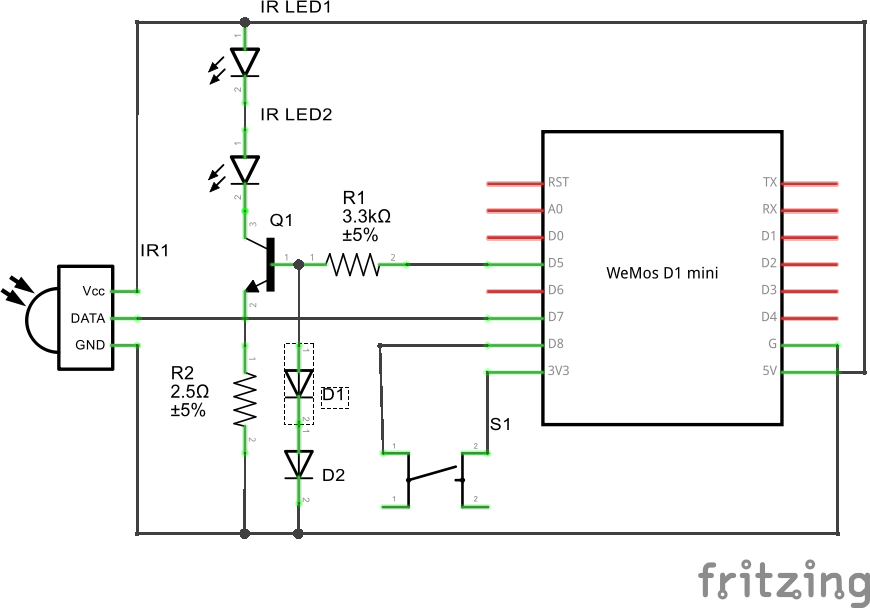 IR LED1
1
2
IR LED2
1
2
3
Q1
1
2
R1
3.3kΩ
±5%
1
2
IR1
Vcc
DATA
GND
R2
2.5Ω
±5%
1
2
1
D1
2
1
D2
2
S1
1
2
1
2
WeMos D1 mini
RST
A0
D0
D5
D6
D7
D8
3V3
TX
RX
D1
D2
D3
D4
G
5V
fritzing